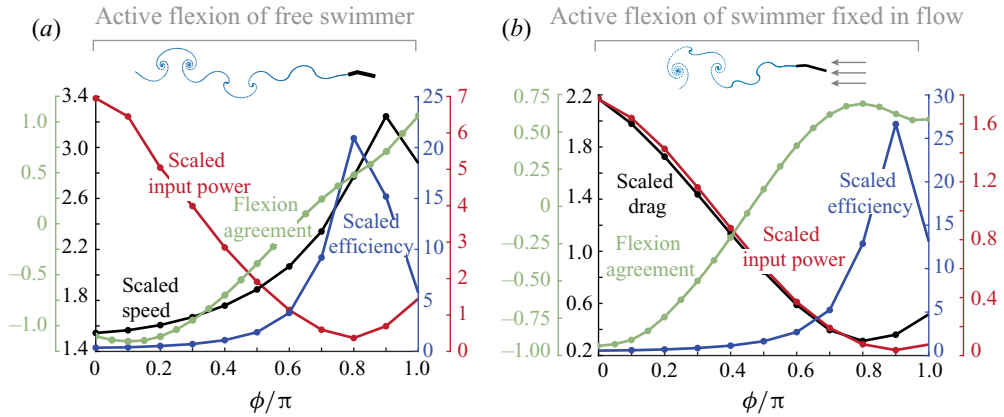 Active flexion of free swimmer
(a)
3.4
3.0
2.6
2.2
1.8
1.4
1.0
0.5
0
−0.5
−1.0
25
20
15
10
5
0
7
6
5
4
3
2
1
0
Scaled
input power
Flexion
agreement
Scaled
efficiency
Scaled
speed
0 0.2 0.4 0.6 0.8 1.0
ϕ/π
Active flexion of swimmer fixed in flow
(b)
2.2
1.8
1.4
1.0
0.6
0.2
0.75
0.50
0.25
0
−0.25
−0.50
−0.75
−1.00
30
25
20
15
10
5
0
1.6
1.2
0.8
0.4
0
Scaled
drag
Scaled
efficiency
Flexion
agreement
Scaled
input power
0 0.2 0.4 0.6 0.8 1.0
ϕ/π